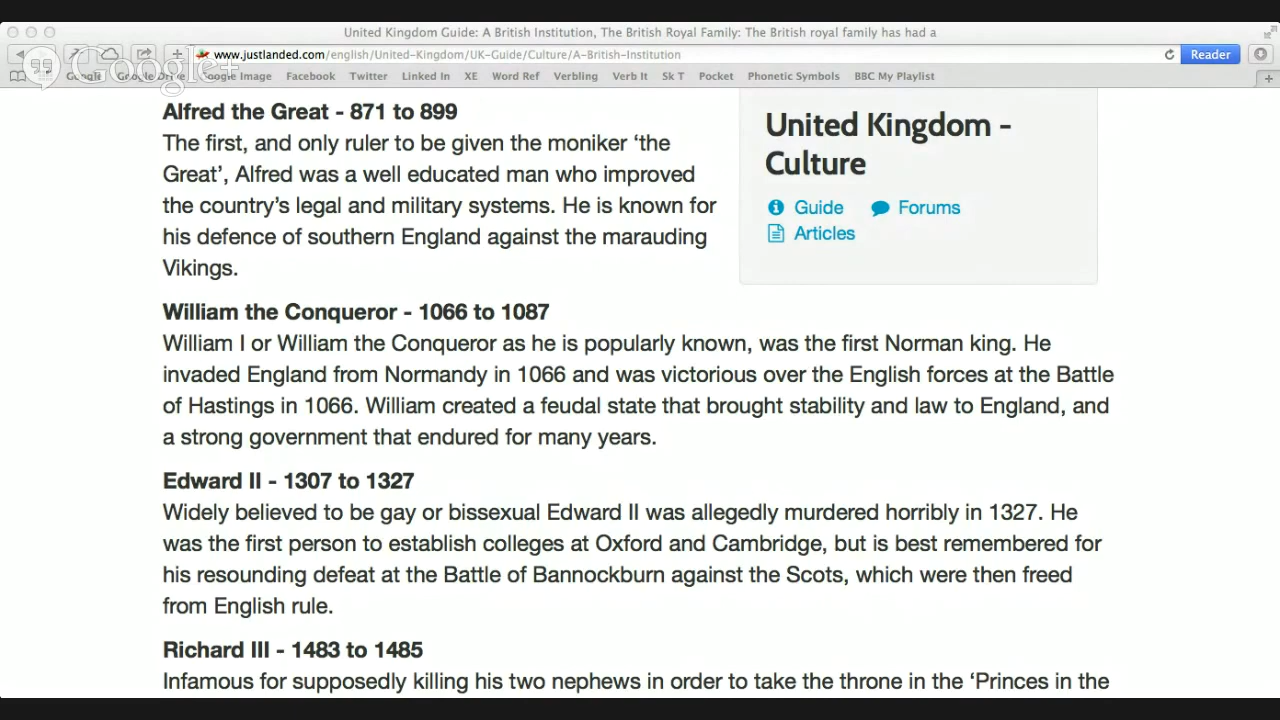 United Kingdom Guide: A British Institution, The British Royal Family: The British royal family has had a
www.justlanded.com/english/United-Kingdom/UK-Guide/Culture/A-British-Institution
Reader
Google+
Google Google Drive Google Image Facebook Twitter Linked In XE Word Ref Verbling Verb It Sk T Pocket Phonetic Symbols BBC My Playlist
Alfred the Great - 871 to 899
The first, and only ruler to be given the moniker ‘the
Great’, Alfred was a well educated man who improved
the country’s legal and military systems. He is known for
his defence of southern England against the marauding
Vikings.
United Kingdom -
Culture
Guide Forums
Articles
William the Conqueror - 1066 to 1087
William I or William the Conqueror as he is popularly known, was the first Norman king. He
invaded England from Normandy in 1066 and was victorious over the English forces at the Battle
of Hastings in 1066. William created a feudal state that brought stability and law to England, and
a strong government that endured for many years.
Edward II - 1307 to 1327
Widely believed to be gay or bissexual Edward II was allegedly murdered horribly in 1327. He
was the first person to establish colleges at Oxford and Cambridge, but is best remembered for
his resounding defeat at the Battle of Bannockburn against the Scots, which were then freed
from English rule.
Richard III - 1483 to 1485
Infamous for supposedly killing his two nephews in order to take the throne in the ‘Princes in the